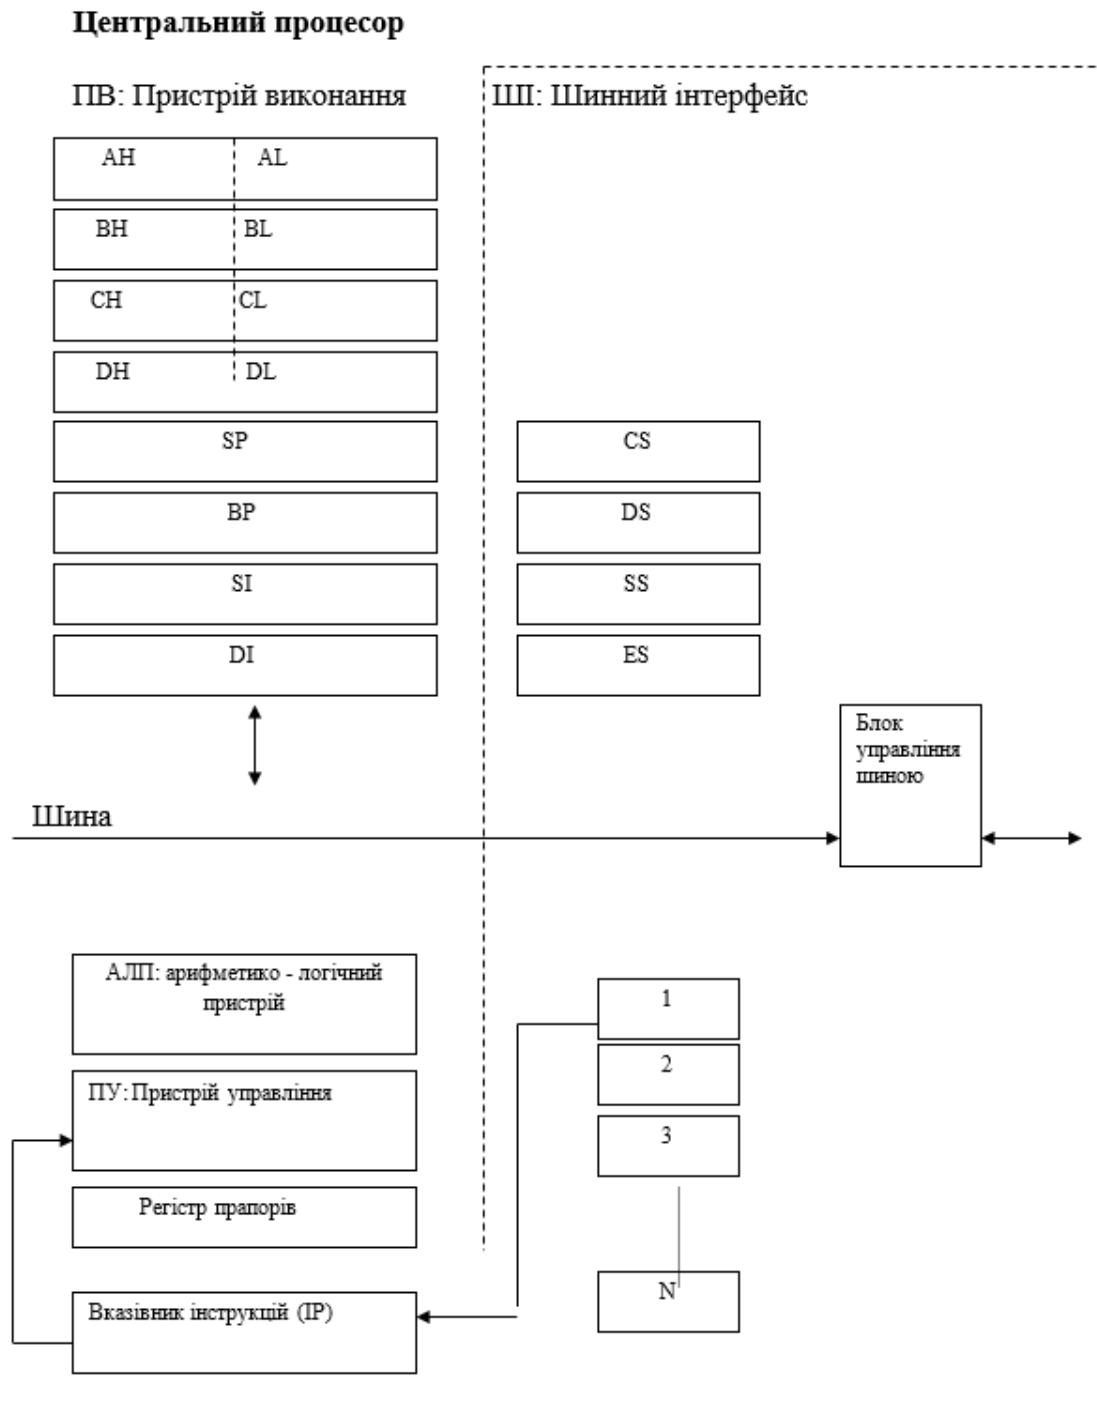 Центральний процесор
ПВ: Пристрій виконання
ШІ: Шинний інтерфейс
AH AL
BH BL
CH CL
DH DL
SP
CS
BP
DS
SI
SS
DI
ES
Блок
управління
шиною
Шина
АЛП: арифметико - логічний
пристрій
1
2
ПУ: Пристрій управління
3
Регістр прапорів
N
Вказівник інструкцій (IP)